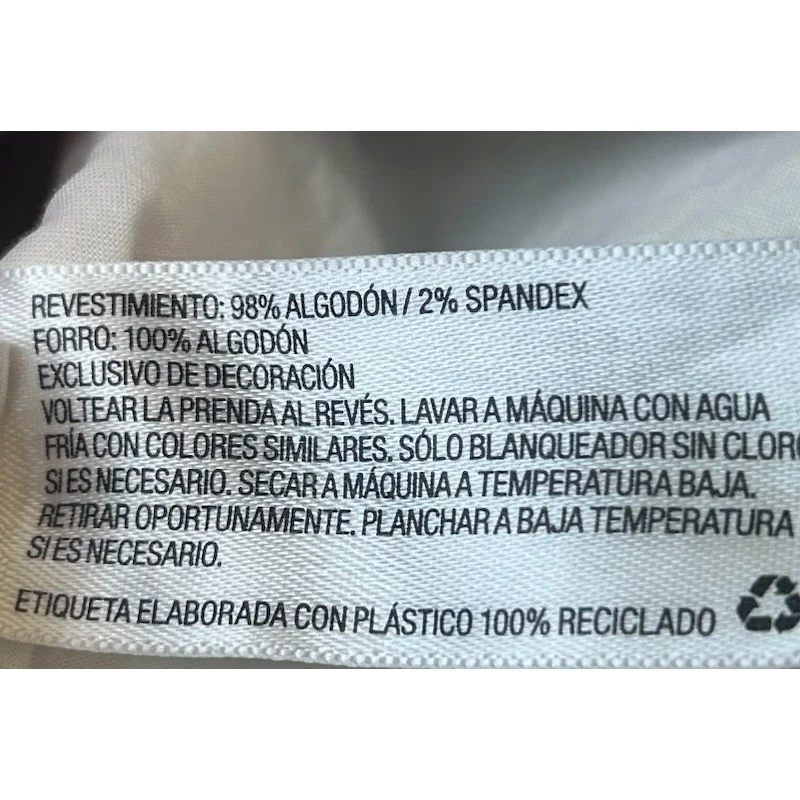 REVESTIMIENTO: 98% ALGODÓN / 2% SPANDEX
FORRO: 100% ALGODÓN
EXCLUSIVO DE DECORACIÓN
VOLTEAR LA PRENDA AL REVÉS. LAVAR A MÁQUINA CON AGUA
FRÍA CON COLORES SIMILARES. SÓLO BLANQUEADOR SIN CLORO
SI ES NECESARIO. SECAR A MÁQUINA A TEMPERATURA BAJA.
RETIRAR OPORTUNAMENTE. PLANCHAR A BAJA TEMPERATURA
SI ES NECESARIO.
ETIQUETA ELABORADA CON PLÁSTICO 100% RECICLADO